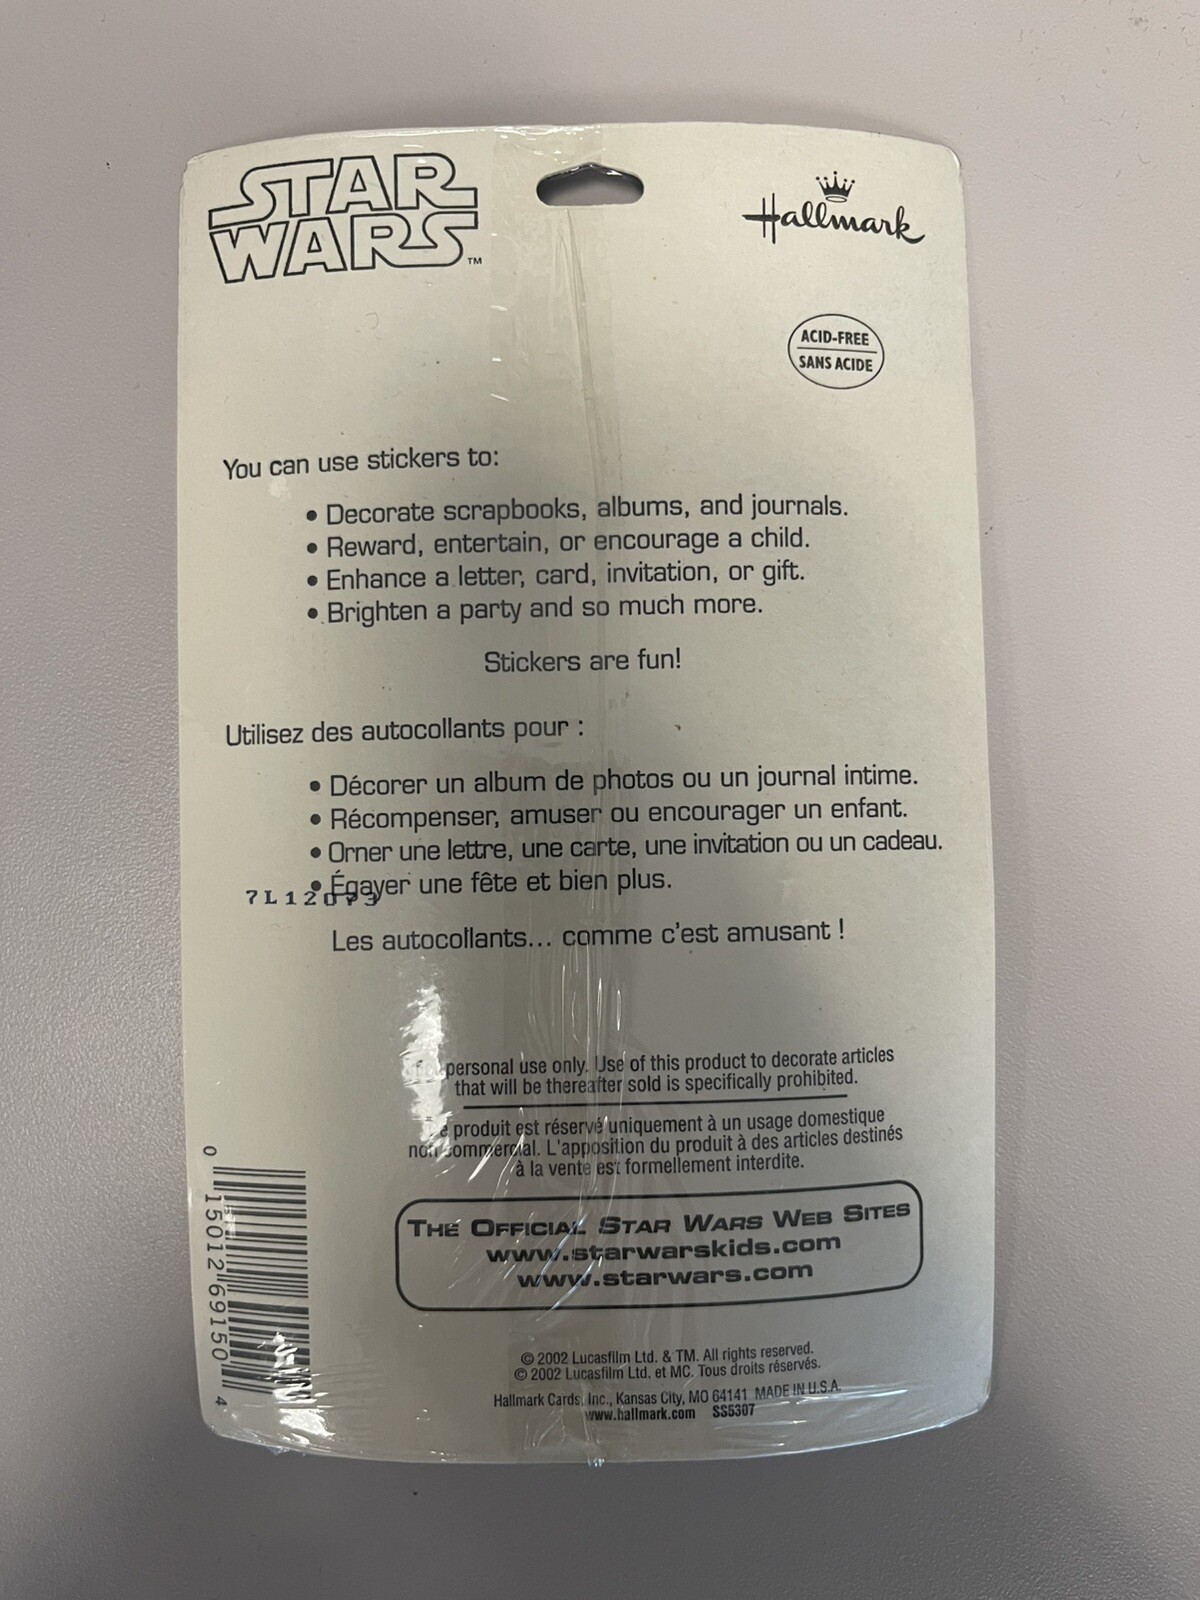 STAR
WARS™
Hallmark
ACID-FREE
SANS ACIDE
You can use stickers to:
• Decorate scrapbooks, albums, and journals.
• Reward, entertain, or encourage a child.
• Enhance a letter, card, invitation, or gift.
• Brighten a party and so much more.
Stickers are fun!
Utilisez des autocollants pour :
• Décorer un album de photos ou un journal intime.
• Récompenser, amuser ou encourager un enfant.
• Orner une lettre, une carte, une invitation ou un cadeau.
• Égayer une fête et bien plus.
Les autocollants... comme c'est amusant !
personal use only. Use of this product to decorate articles
that will be thereafter sold is specifically prohibited.
produit est réservé uniquement à un usage domestique
non commercial. L'apposition du produit à des articles destinés
à la vente est formellement interdite.
THE OFFICIAL STAR WARS WEB SITES
www.starwarskids.com
www.starwars.com
© 2002 Lucasfilm Ltd. & TM. All rights reserved.
© 2002 Lucasfilm Ltd. et MC. Tous droits réservés.
Hallmark Cards, Inc., Kansas City, MO 64141 MADE IN U.S.A.
www.hallmark.com SS5307
0 15012 69150 4